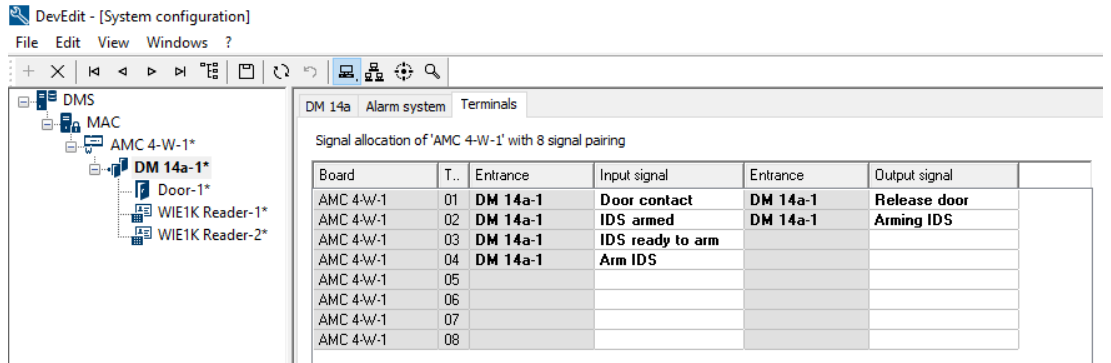 DevEdit - [System configuration]
File Edit View Windows ?
DMS
MAC
AMC 4-W-1*
DM 14a-1*
Door-1*
WIE1K Reader-1*
WIE1K Reader-2*
DM 14a Alarm system Terminals
Signal allocation of 'AMC 4-W-1' with 8 signal pairing
Board T.. Entrance Input signal Entrance Output signal
AMC 4-W-1 01 DM 14a-1 Door contact DM 14a-1 Release door
AMC 4-W-1 02 DM 14a-1 IDS armed DM 14a-1 Arming IDS
AMC 4-W-1 03 DM 14a-1 IDS ready to arm
AMC 4-W-1 04 DM 14a-1 Arm IDS
AMC 4-W-1 05
AMC 4-W-1 06
AMC 4-W-1 07
AMC 4-W-1 08